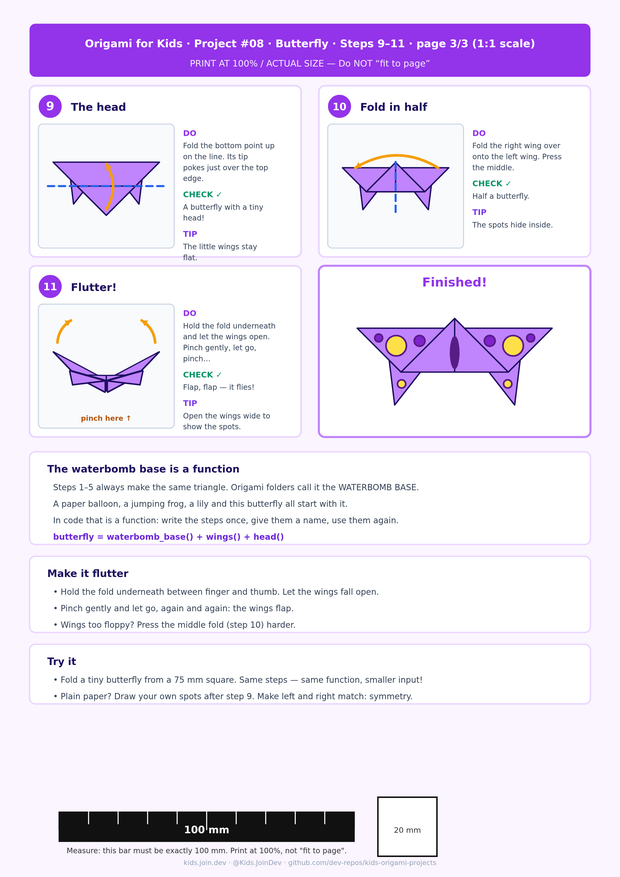 Origami for Kids · Project #08 · Butterfly · Steps 9–11 · page 3/3 (1:1 scale)
PRINT AT 100% / ACTUAL SIZE — Do NOT "fit to page"
9 The head
DO
Fold the bottom point up
on the line. Its tip
pokes just over the top
edge.
CHECK ✓
A butterfly with a tiny
head!
TIP
The little wings stay
flat.
10 Fold in half
DO
Fold the right wing over
onto the left wing. Press
the middle.
CHECK ✓
Half a butterfly.
TIP
The spots hide inside.
11 Flutter!
pinch here ↑
DO
Hold the fold underneath
and let the wings open.
Pinch gently, let go,
pinch…
CHECK ✓
Flap, flap — it flies!
TIP
Open the wings wide to
show the spots.
Finished!
The waterbomb base is a function
Steps 1–5 always make the same triangle. Origami folders call it the WATERBOMB BASE.
A paper balloon, a jumping frog, a lily and this butterfly all start with it.
In code that is a function: write the steps once, give them a name, use them again.
butterfly = waterbomb_base() + wings() + head()
Make it flutter
• Hold the fold underneath between finger and thumb. Let the wings fall open.
• Pinch gently and let go, again and again: the wings flap.
• Wings too floppy? Press the middle fold (step 10) harder.
Try it
• Fold a tiny butterfly from a 75 mm square. Same steps — same function, smaller input!
• Plain paper? Draw your own spots after step 9. Make left and right match: symmetry.
100 mm
20 mm
Measure: this bar must be exactly 100 mm. Print at 100%, not "fit to page".
kids.join.dev · @Kids.JoinDev · github.com/dev-repos/kids-origami-projects